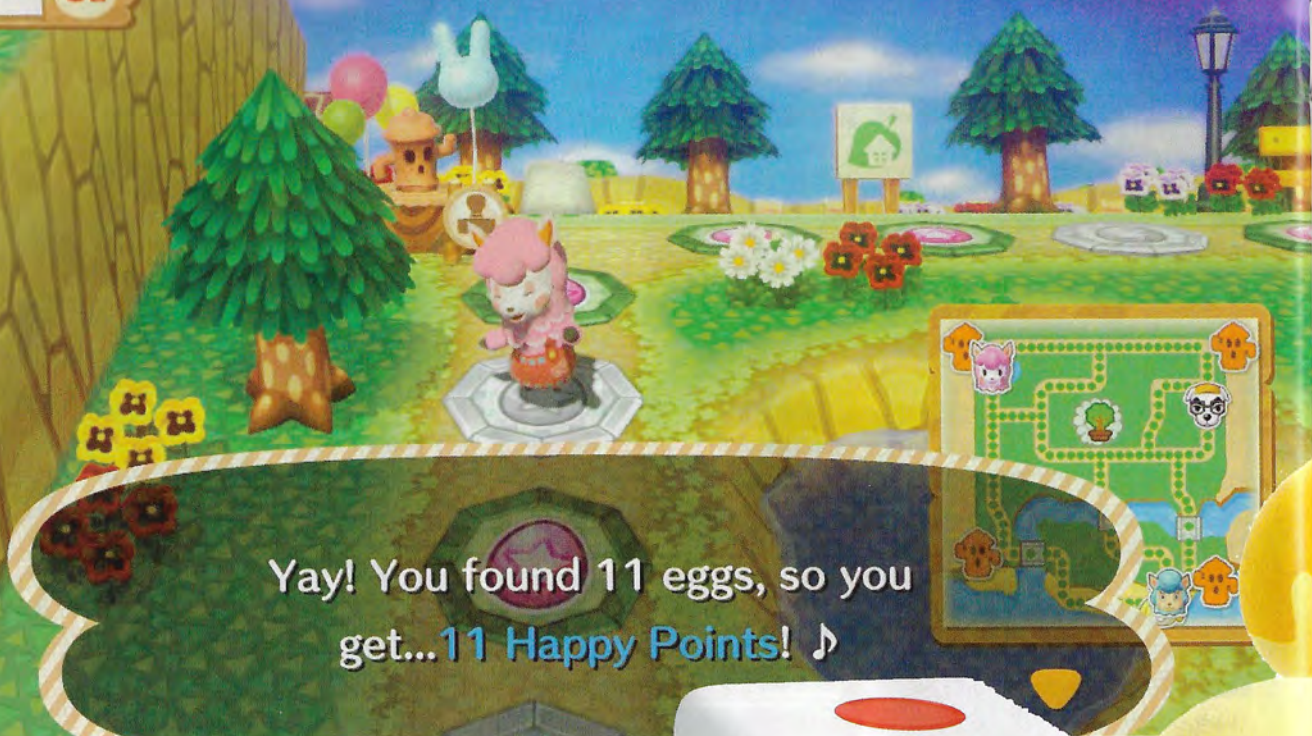 Yay! You found 11 eggs, so you
get...11 Happy Points! ♪